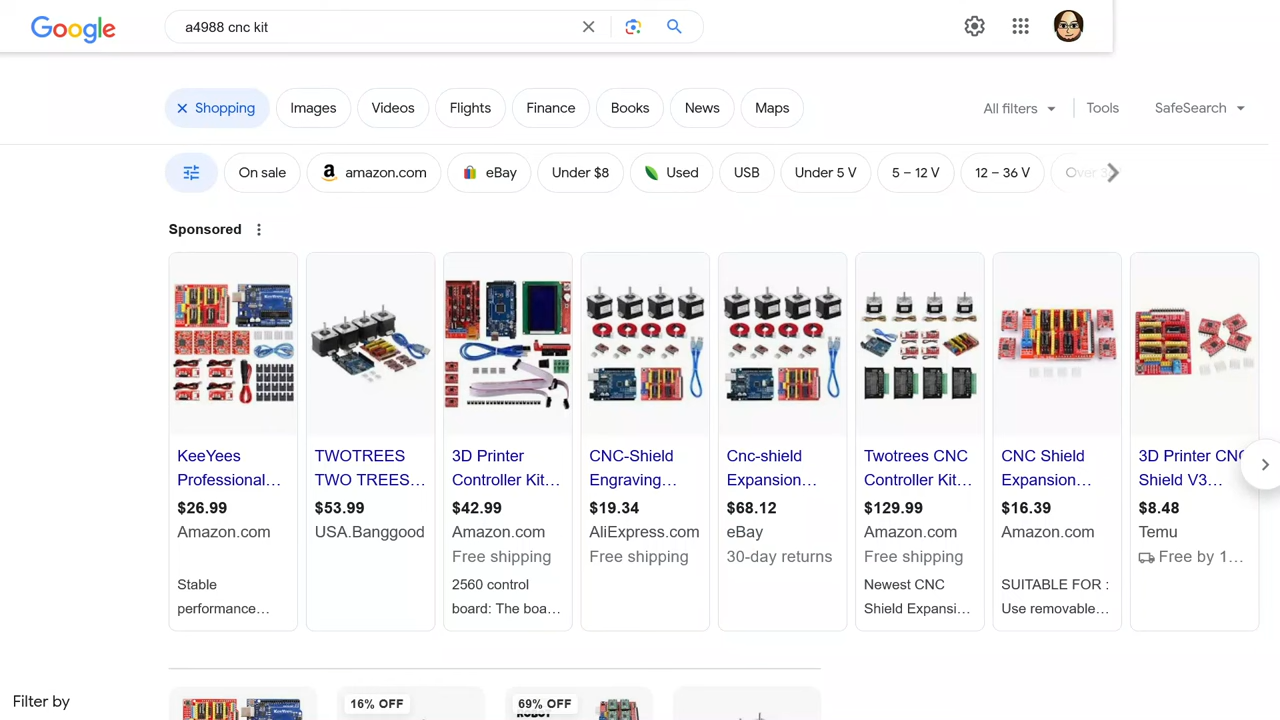 Google
a4988 cnc kit
Shopping
Images
Videos
Flights
Finance
Books
News
Maps
All filters
Tools
SafeSearch
On sale
amazon.com
eBay
Under $8
Used
USB
Under 5 V
5 – 12 V
12 – 36 V
Over
Sponsored
KeeYees
Professional…
$26.99
Amazon.com
Stable
performance…
TWOTREES
TWO TREES…
$53.99
USA.Banggood
3D Printer
Controller Kit…
$42.99
Amazon.com
Free shipping
2560 control
board: The boa…
CNC-Shield
Engraving…
$19.34
AliExpress.com
Free shipping
Cnc-shield
Expansion…
$68.12
eBay
30-day returns
Twotrees CNC
Controller Kit…
$129.99
Amazon.com
Free shipping
Newest CNC
Shield Expansi…
CNC Shield
Expansion…
$16.39
Amazon.com
SUITABLE FOR :
Use removable…
3D Printer CNC
Shield V3…
$8.48
Temu
Free by 1…
Filter by
16% OFF
69% OFF